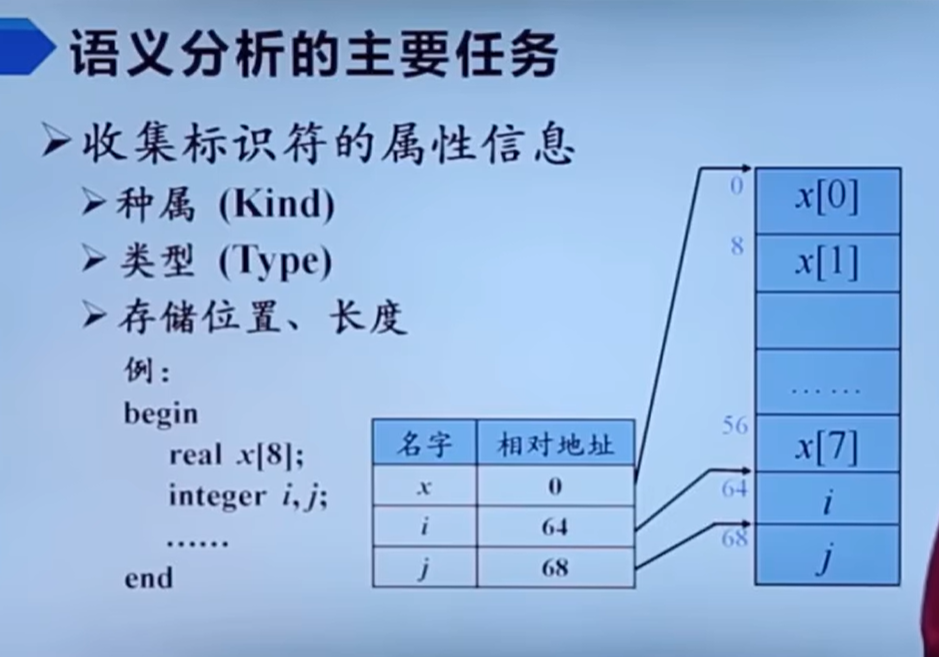 语义分析的主要任务
➢收集标识符的属性信息
➢种属 (Kind)
➢类型 (Type)
➢存储位置、长度
例:
begin
real x[8];
integer i, j;
……
end
名字 相对地址
x 0
i 64
j 68
0 x[0]
8 x[1]
……
56 x[7]
64 i
68 j